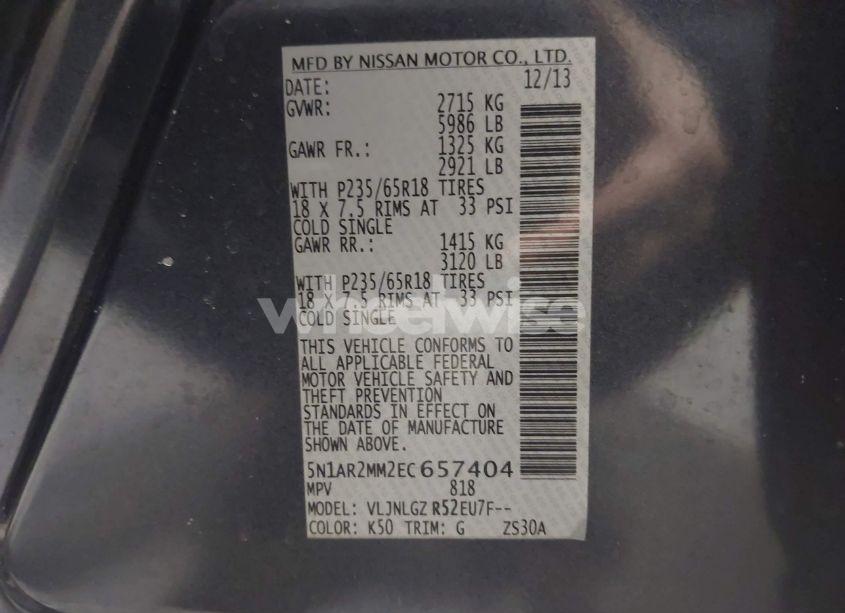 MFD BY NISSAN MOTOR CO., LTD.
DATE: 12/13
GVWR: 2715 KG
5986 LB
GAWR FR.: 1325 KG
2921 LB
WITH P235/65R18 TIRES
18 X 7.5 RIMS AT 33 PSI
COLD SINGLE
GAWR RR.: 1415 KG
3120 LB
WITH P235/65R18 TIRES
18 X 7.5 RIMS AT 33 PSI
COLD SINGLE
wheelwise
THIS VEHICLE CONFORMS TO
ALL APPLICABLE FEDERAL
MOTOR VEHICLE SAFETY AND
THEFT PREVENTION
STANDARDS IN EFFECT ON
THE DATE OF MANUFACTURE
SHOWN ABOVE.
5N1AR2MM2EC657404
MPV 818
MODEL: VLJNLGZ R52EU7F--
COLOR: K50 TRIM: G ZS30A